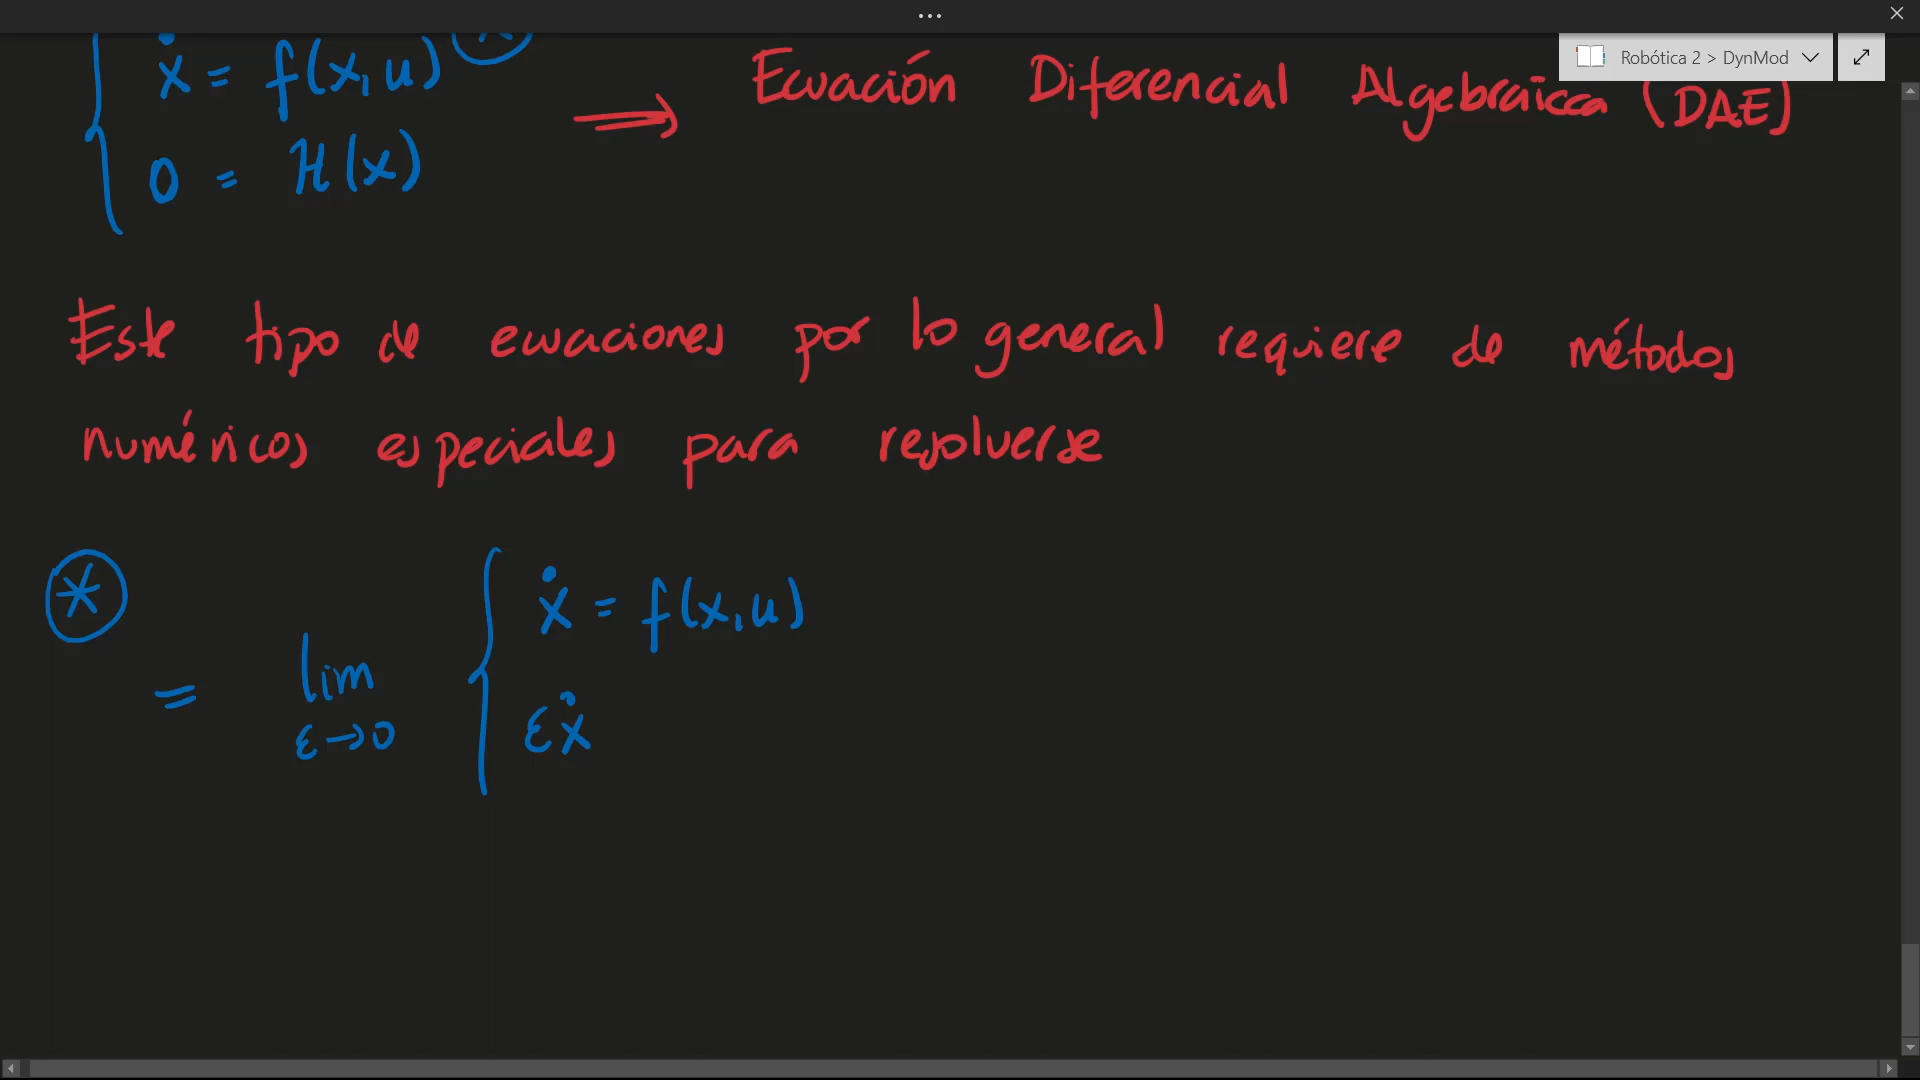 Robótica 2 > DynMod
ẋ = f(x, u)
⟹ Ecuación Diferencial Algebraïcca (DAE)
0 = H(x)
Este tipo de ecuaciones por lo general requiere de métodos
numéricos especiales para resolverse
*
ẋ = f(x, u)
= lim
ε→0
εẋ